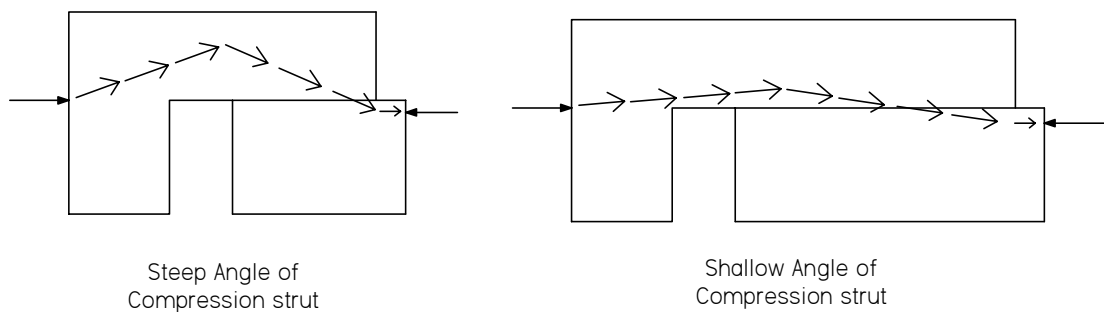 Steep Angle of
Compression strut
Shallow Angle of
Compression strut